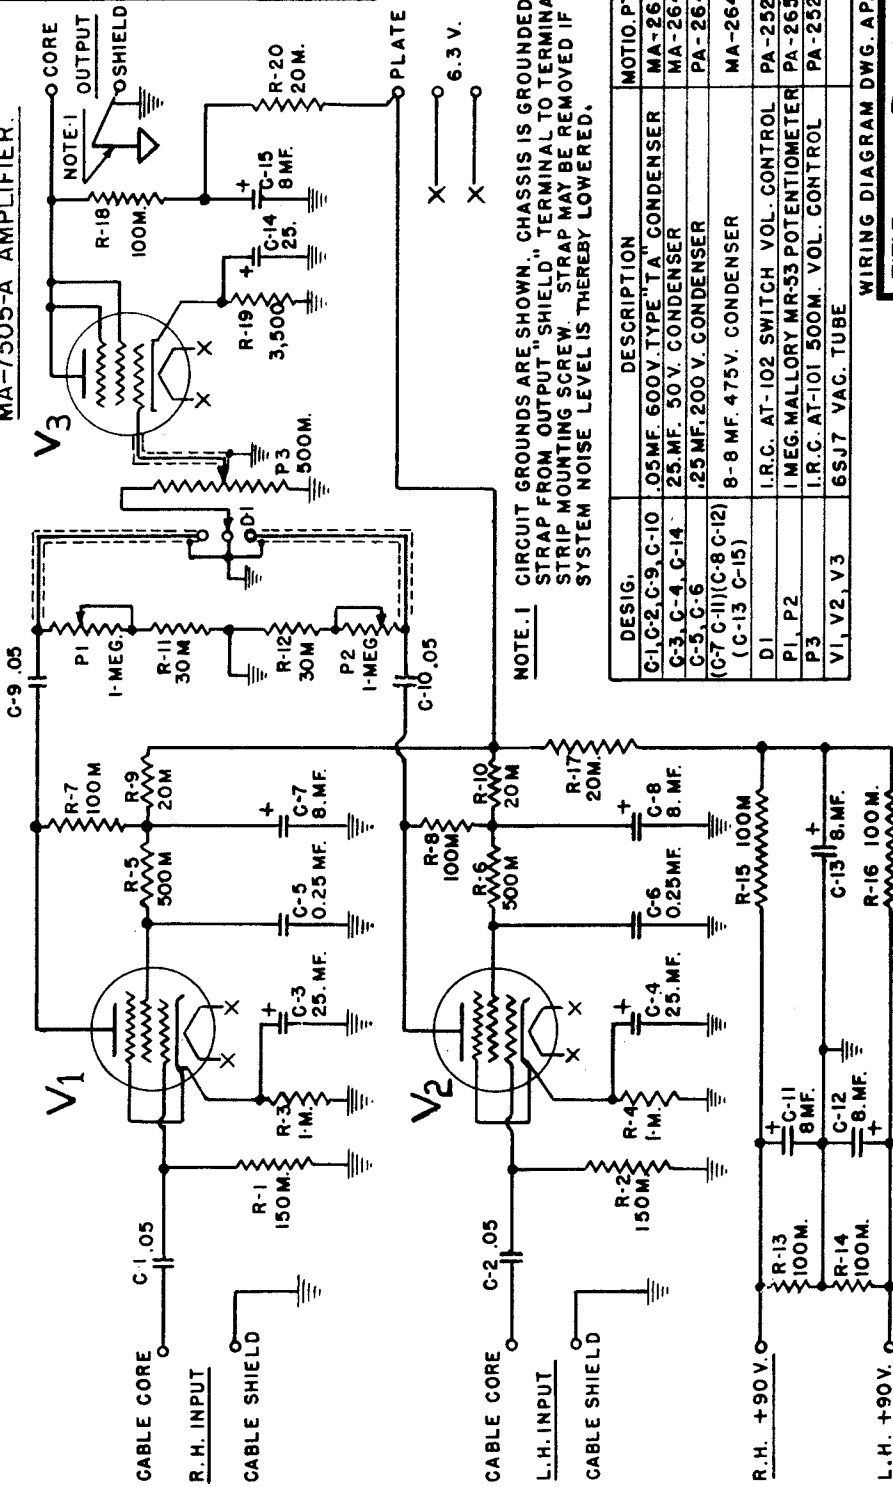 MA-7505-A AMPLIFIER.
CORE
OUTPUT
SHIELD
NOTE-1
R-18
100M.
R-20
20M.
C-15
8MF.
C-14
25.
R-19
3,500
PLATE
6.3 V.
X
X
V3
X
X
P3
500M.
D-1
C-9 .05
P1
1-MEG.
R-11
30M
R-12
30M
P2
1-MEG
C-10 .05
R-7
100M
R-9
20M
C-7
8.MF.
R-5
500M
C-5
0.25MF.
V1
X
X
C-3
25.MF.
R-3
1-M.
R-1
150M.
C-1 .05
CABLE CORE
R.H. INPUT
CABLE SHIELD
R-10
20M
R-17
20M.
R-8
100M
C-8
8.MF.
R-6
500M
C-6
0.25MF.
V2
X
X
C-4
25.MF.
R-4
1-M.
R-2
150M.
C-2 .05
CABLE CORE
L.H. INPUT
CABLE SHIELD
R-15 100M
C-13
8.MF.
R-16 100M.
C-11
8MF.
C-12
8.MF.
R-13
100M.
R-14
100M.
R.H. +90V.
L.H. +90V.
NOTE.1 CIRCUIT GROUNDS ARE SHOWN. CHASSIS IS GROUNDED
STRAP FROM OUTPUT "SHIELD" TERMINAL TO TERMINA
STRIP MOUNTING SCREW. STRAP MAY BE REMOVED IF
SYSTEM NOISE LEVEL IS THEREBY LOWERED.
DESIG. DESCRIPTION MOTIO.P
C-1,C-2,C-9,C-10 .05MF. 600V. TYPE "TA" CONDENSER MA-26
C-3, C-4, C-14 25.MF. 50V. CONDENSER MA-26
C-5, C-6 .25 MF. 200 V. CONDENSER PA-26
(C-7 C-11)(C-8 C-12) 8-8 MF. 475V. CONDENSER MA-264
(C-13 C-15)
D1 I.R.C. AT-102 SWITCH VOL. CONTROL PA-252
P1, P2 1 MEG. MALLORY MR-53 POTENTIOMETER PA-265
P3 I.R.C. AT-101 500M. VOL. CONTROL PA-252
V1, V2, V3 6SJ7 VAC. TUBE
WIRING DIAGRAM DWG. AP